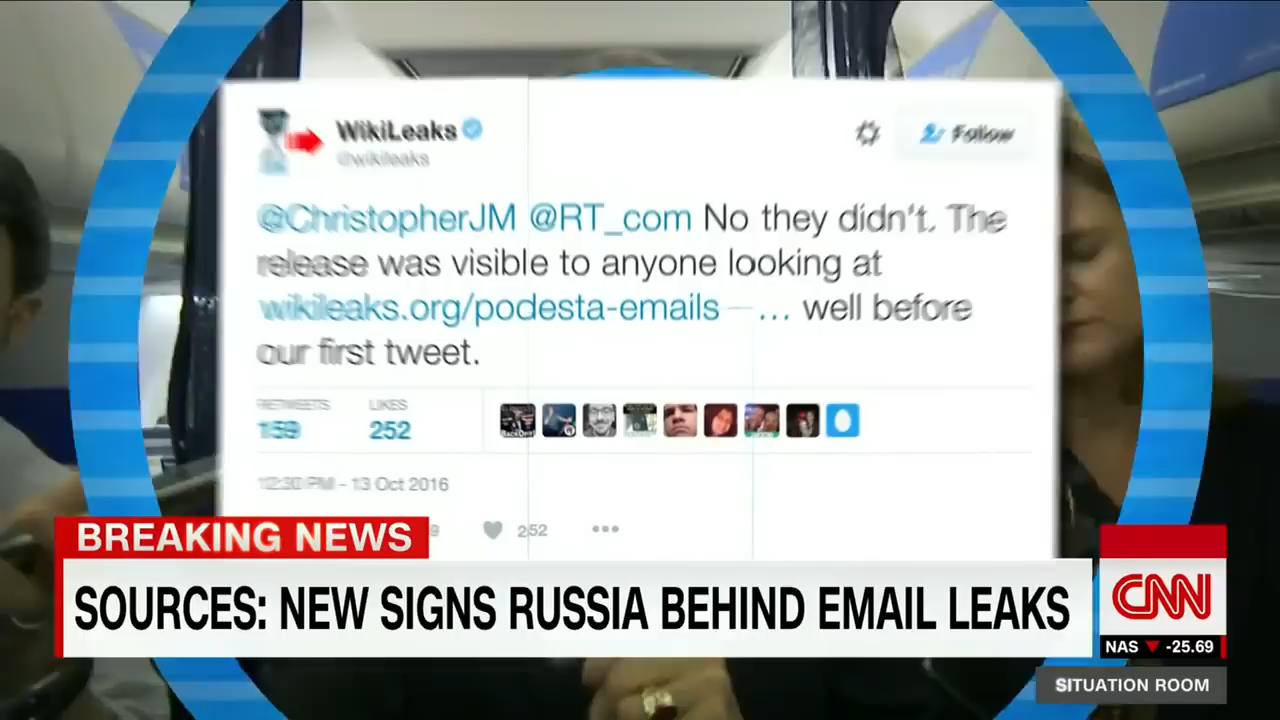 WikiLeaks
@wikileaks
Follow
@ChristopherJM @RT_com No they didn't. The
release was visible to anyone looking at
wikileaks.org/podesta-emails — ... well before
our first tweet.
RETWEETS LIKES
159 252
12:30 PM - 13 Oct 2016
9 252 •••
BREAKING NEWS
SOURCES: NEW SIGNS RUSSIA BEHIND EMAIL LEAKS
CNN
NAS ▼ -25.69
SITUATION ROOM